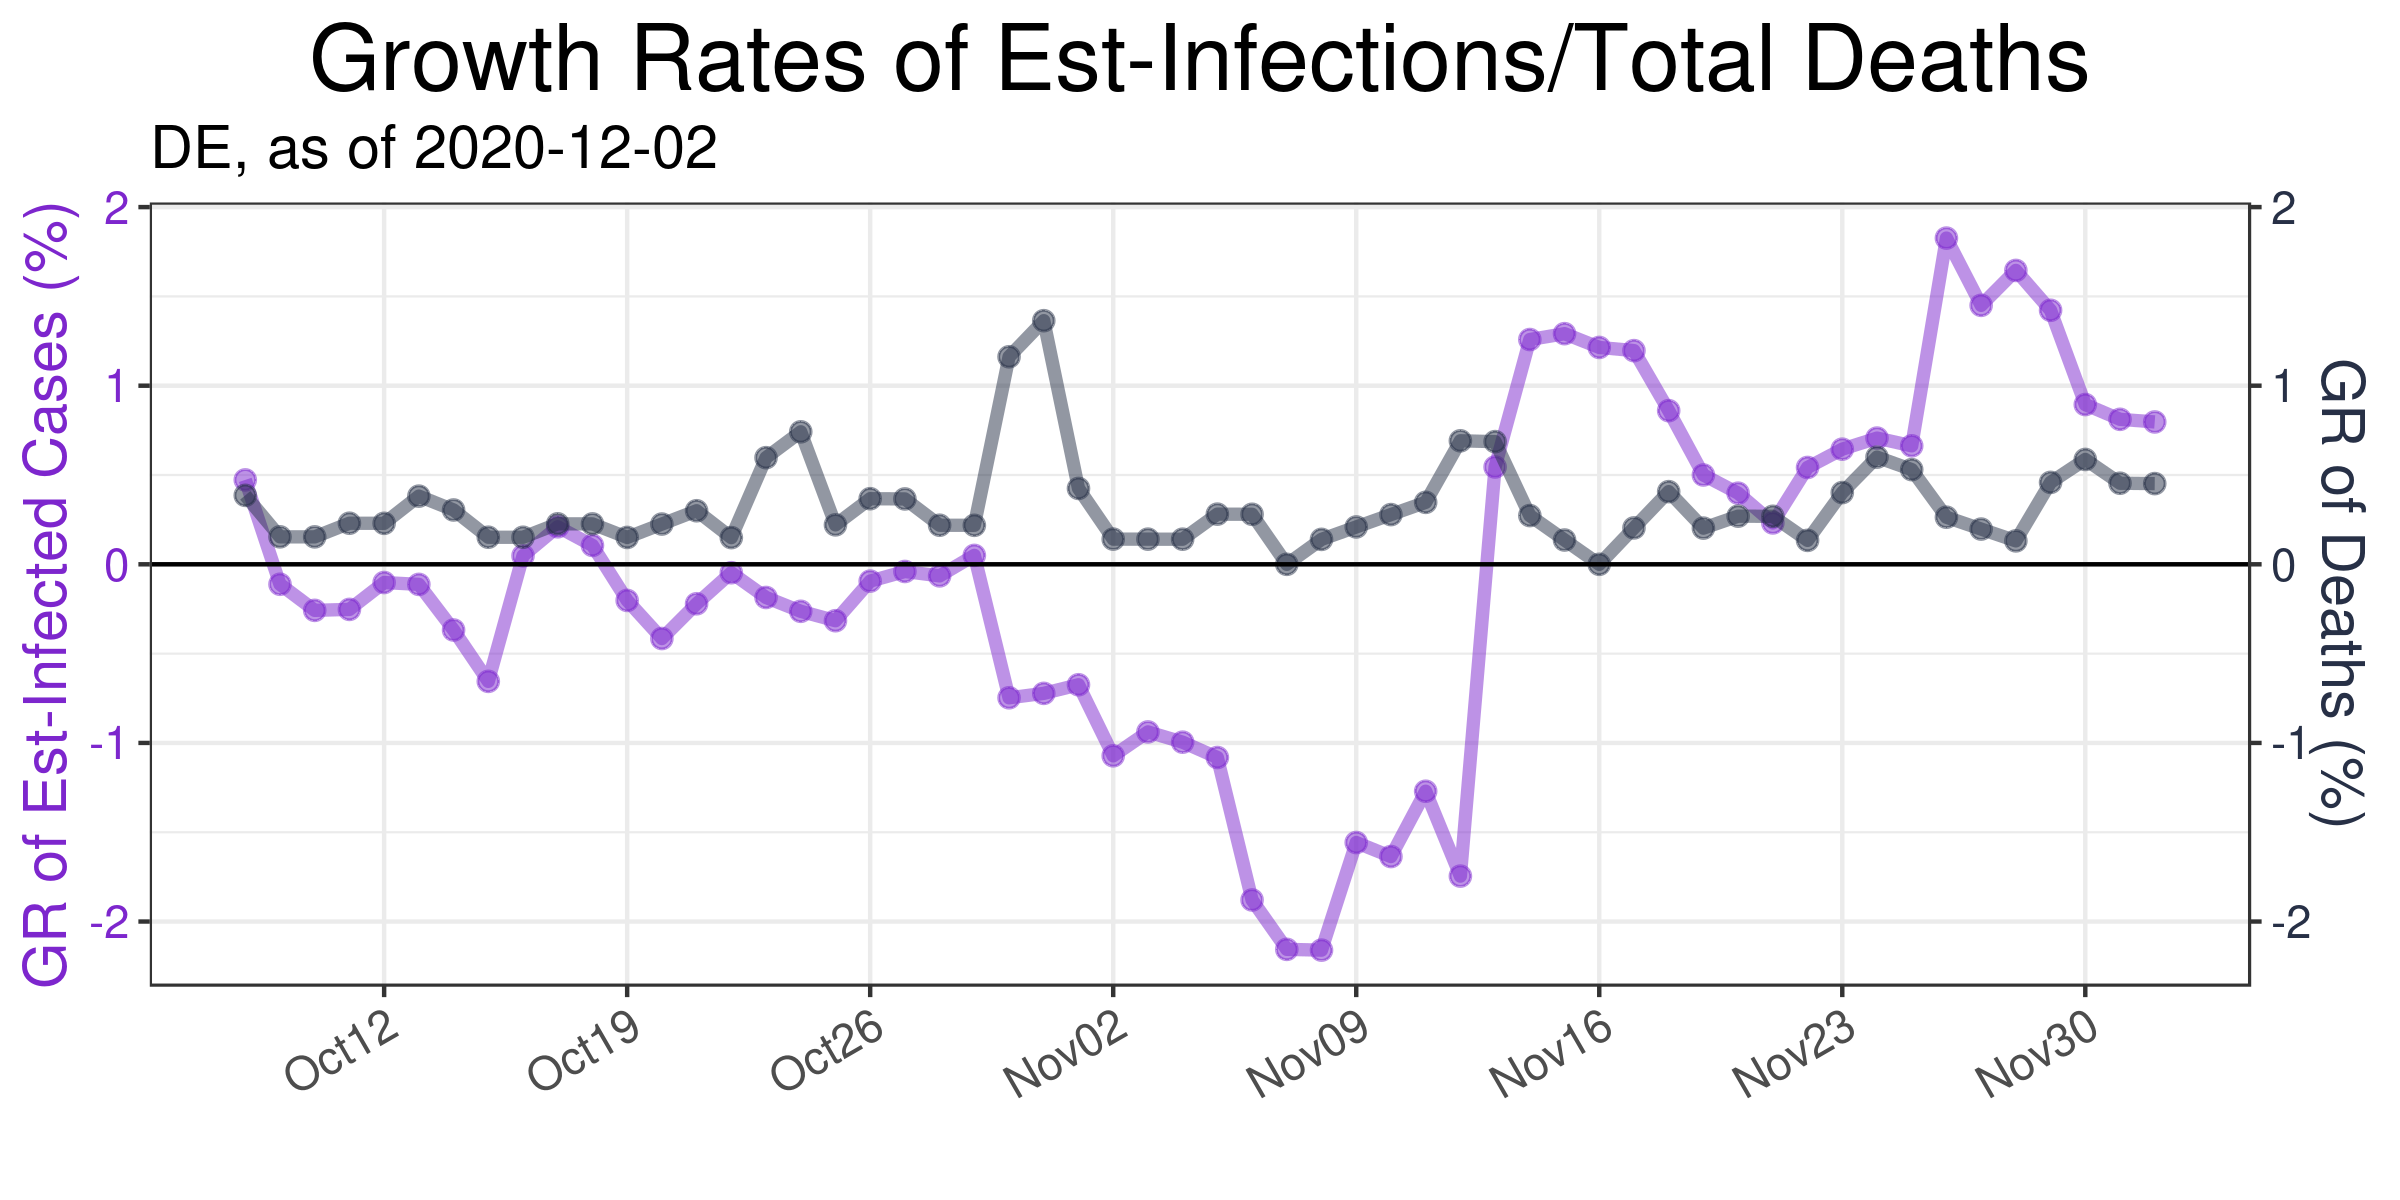 Growth Rates of Est-Infections/Total Deaths
DE, as of 2020-12-02
GR of Est-Infected Cases (%)
2
1
0
-1
-2
2
1
0
-1
-2
GR of Deaths (%)
Oct12
Oct19
Oct26
Nov02
Nov09
Nov16
Nov23
Nov30